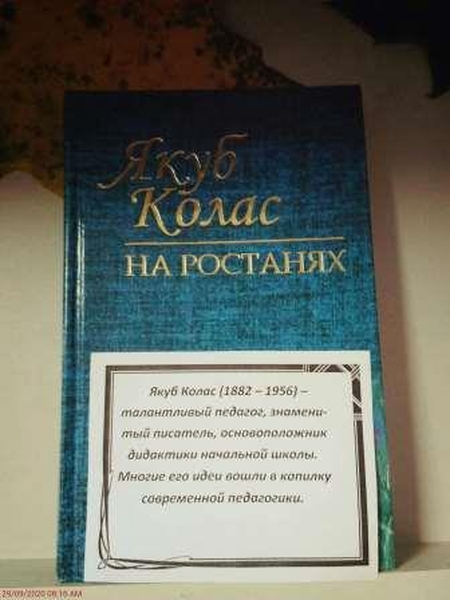 Якуб
Колас
НА РОСТАНЯХ
Якуб Колас (1882 – 1956) –
талантливый педагог, знамени-
тый писатель, основоположник
дидактики начальной школы.
Многие его идеи вошли в копилку
современной педагогики.
29/09/2020 08:16 AM